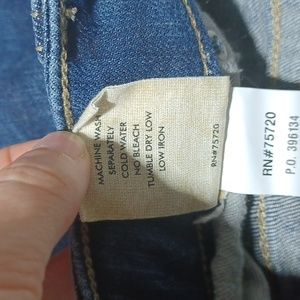 MACHINE WASH
SEPARATELY
COLD WATER
NO BLEACH
TUMBLE DRY LOW
LOW IRON
RN#75720
RN#75720
P.O. 396134